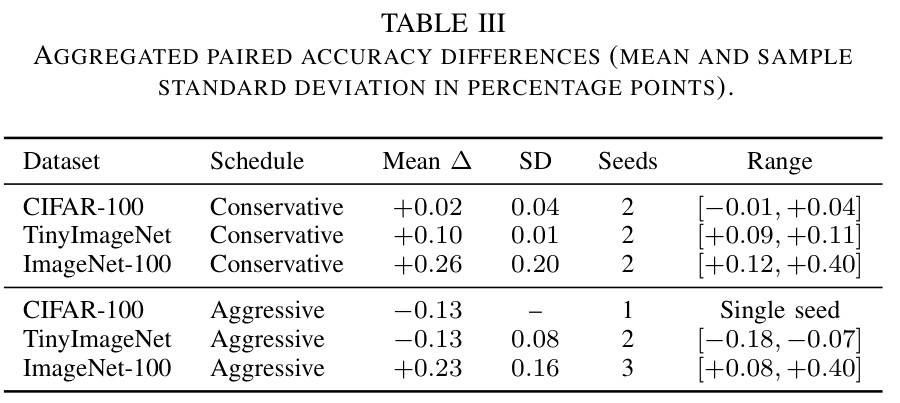 TABLE III
AGGREGATED PAIRED ACCURACY DIFFERENCES (MEAN AND SAMPLE
STANDARD DEVIATION IN PERCENTAGE POINTS).
Dataset Schedule Mean Δ SD Seeds Range
CIFAR-100 Conservative +0.02 0.04 2 [−0.01, +0.04]
TinyImageNet Conservative +0.10 0.01 2 [+0.09, +0.11]
ImageNet-100 Conservative +0.26 0.20 2 [+0.12, +0.40]
CIFAR-100 Aggressive −0.13 – 1 Single seed
TinyImageNet Aggressive −0.13 0.08 2 [−0.18, −0.07]
ImageNet-100 Aggressive +0.23 0.16 3 [+0.08, +0.40]